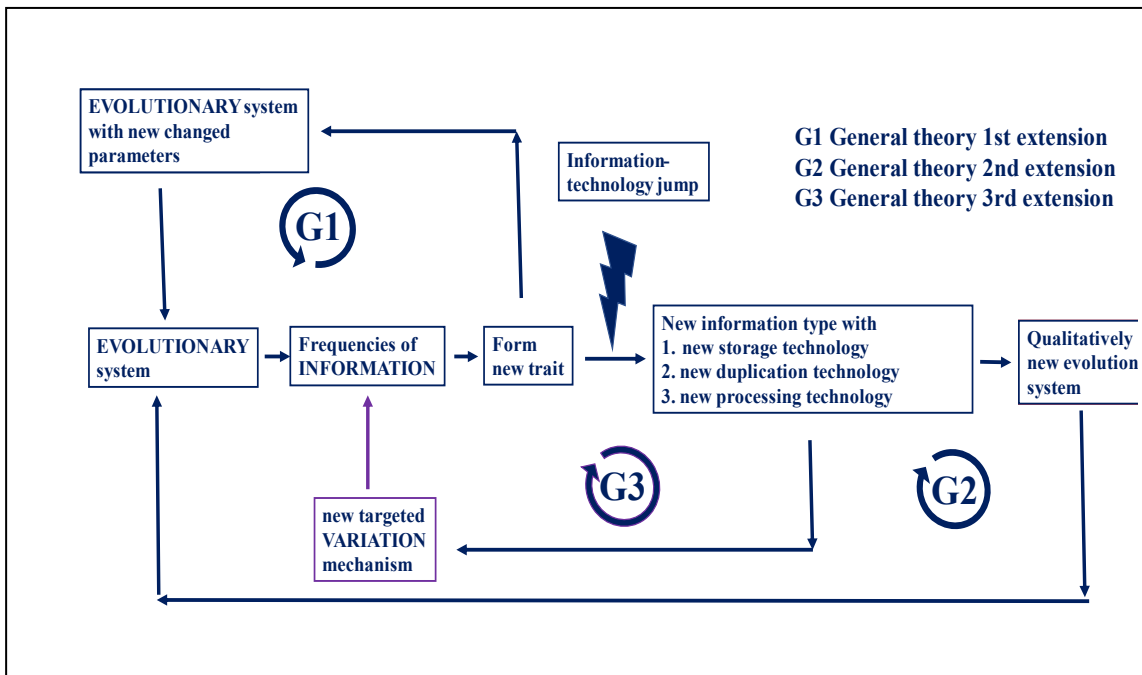 EVOLUTIONARY system
with new changed
parameters
Information-
technology jump
G1 General theory 1st extension
G2 General theory 2nd extension
G3 General theory 3rd extension
G1
EVOLUTIONARY
system
Frequencies of
INFORMATION
Form
new trait
New information type with
1. new storage technology
2. new duplication technology
3. new processing technology
Qualitatively
new evolution
system
G3
G2
new targeted
VARIATION
mechanism